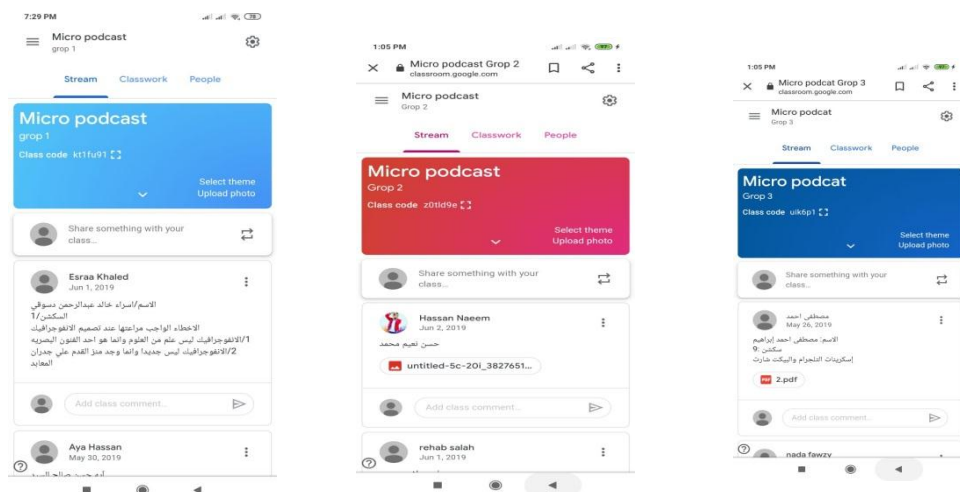 7:29 PM
78
Micro podcast
grop 1
Stream Classwork People
Micro podcast
grop 1
Class code kt1fu91
Select theme
Upload photo
Share something with your
class...
Esraa Khaled
Jun 1, 2019
الاسم/اسراء خالد عبدالرحمن دسوقي
السكشن/1
الاخطاء الواجب مراعتها عند تصميم الانفوجرافيك
1/الانفوجرافيك ليس علم من العلوم وانما هو احد الفنون البصريه
2/الانفوجرافيك ليس جديدا وانما وجد منز القدم علي جدران
المعابد
Add class comment...
Aya Hassan
May 30, 2019
1:05 PM
Micro podcast Grop 2
classroom.google.com
Micro podcast
Grop 2
Stream Classwork People
Micro podcast
Grop 2
Class code z0tld9e
Select theme
Upload photo
Share something with your
class...
Hassan Naeem
Jun 2, 2019
حسن نعيم محمد
untitled-5c-20i_3827651...
Add class comment...
rehab salah
Jun 1, 2019
1:05 PM
Micro podcat Grop 3
classroom.google.com
Micro podcat
Grop 3
Stream Classwork People
Micro podcat
Grop 3
Class code uik6p1
Select theme
Upload photo
Share something with your
class...
مصطفى احمد
May 26, 2019
الاسم: مصطفى احمد إبراهيم
سكشن :9
إسكرينات التلجرام والبيكت شارت
PDF 2.pdf
Add class comment...
nada fawzy